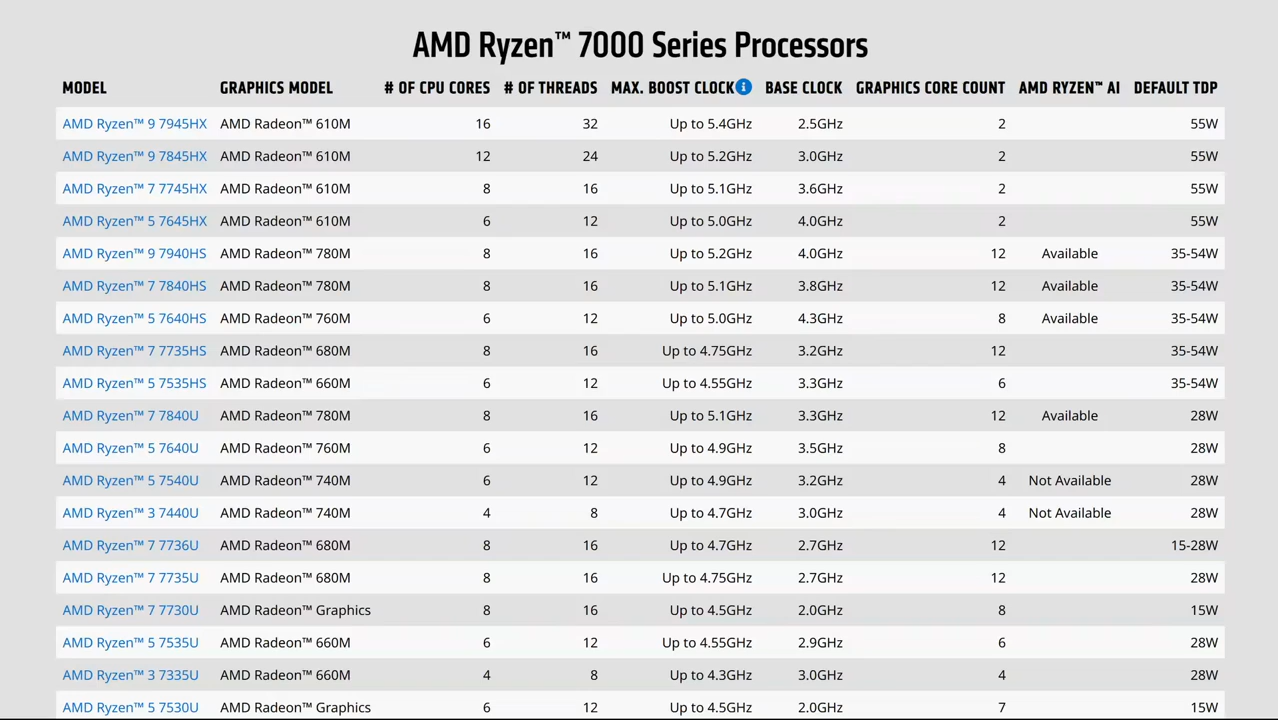 AMD Ryzen™ 7000 Series Processors
MODEL GRAPHICS MODEL # OF CPU CORES # OF THREADS MAX. BOOST CLOCK BASE CLOCK GRAPHICS CORE COUNT AMD RYZEN™ AI DEFAULT TDP
AMD Ryzen™ 9 7945HX AMD Radeon™ 610M 16 32 Up to 5.4GHz 2.5GHz 2 55W
AMD Ryzen™ 9 7845HX AMD Radeon™ 610M 12 24 Up to 5.2GHz 3.0GHz 2 55W
AMD Ryzen™ 7 7745HX AMD Radeon™ 610M 8 16 Up to 5.1GHz 3.6GHz 2 55W
AMD Ryzen™ 5 7645HX AMD Radeon™ 610M 6 12 Up to 5.0GHz 4.0GHz 2 55W
AMD Ryzen™ 9 7940HS AMD Radeon™ 780M 8 16 Up to 5.2GHz 4.0GHz 12 Available 35-54W
AMD Ryzen™ 7 7840HS AMD Radeon™ 780M 8 16 Up to 5.1GHz 3.8GHz 12 Available 35-54W
AMD Ryzen™ 5 7640HS AMD Radeon™ 760M 6 12 Up to 5.0GHz 4.3GHz 8 Available 35-54W
AMD Ryzen™ 7 7735HS AMD Radeon™ 680M 8 16 Up to 4.75GHz 3.2GHz 12 35-54W
AMD Ryzen™ 5 7535HS AMD Radeon™ 660M 6 12 Up to 4.55GHz 3.3GHz 6 35-54W
AMD Ryzen™ 7 7840U AMD Radeon™ 780M 8 16 Up to 5.1GHz 3.3GHz 12 Available 28W
AMD Ryzen™ 5 7640U AMD Radeon™ 760M 6 12 Up to 4.9GHz 3.5GHz 8 28W
AMD Ryzen™ 5 7540U AMD Radeon™ 740M 6 12 Up to 4.9GHz 3.2GHz 4 Not Available 28W
AMD Ryzen™ 3 7440U AMD Radeon™ 740M 4 8 Up to 4.7GHz 3.0GHz 4 Not Available 28W
AMD Ryzen™ 7 7736U AMD Radeon™ 680M 8 16 Up to 4.7GHz 2.7GHz 12 15-28W
AMD Ryzen™ 7 7735U AMD Radeon™ 680M 8 16 Up to 4.75GHz 2.7GHz 12 28W
AMD Ryzen™ 7 7730U AMD Radeon™ Graphics 8 16 Up to 4.5GHz 2.0GHz 8 15W
AMD Ryzen™ 5 7535U AMD Radeon™ 660M 6 12 Up to 4.55GHz 2.9GHz 6 28W
AMD Ryzen™ 3 7335U AMD Radeon™ 660M 4 8 Up to 4.3GHz 3.0GHz 4 28W
AMD Ryzen™ 5 7530U AMD Radeon™ Graphics 6 12 Up to 4.5GHz 2.0GHz 7 15W